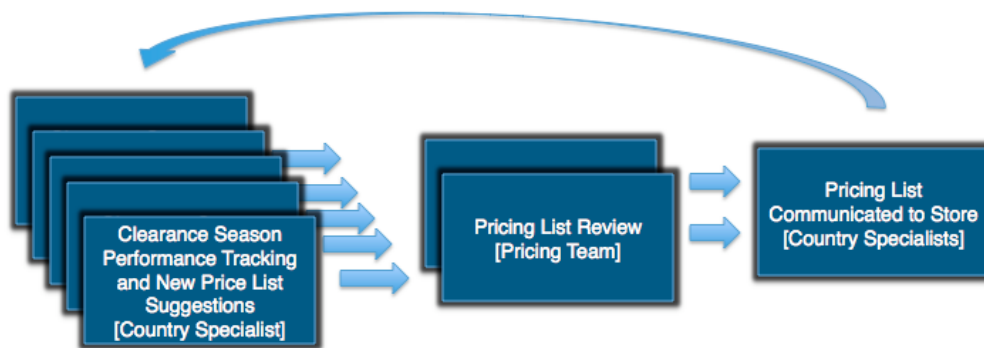 Clearance Season
Performance Tracking
and New Price List
Suggestions
[Country Specialist]
Pricing List Review
[Pricing Team]
Pricing List
Communicated to Store
[Country Specialists]